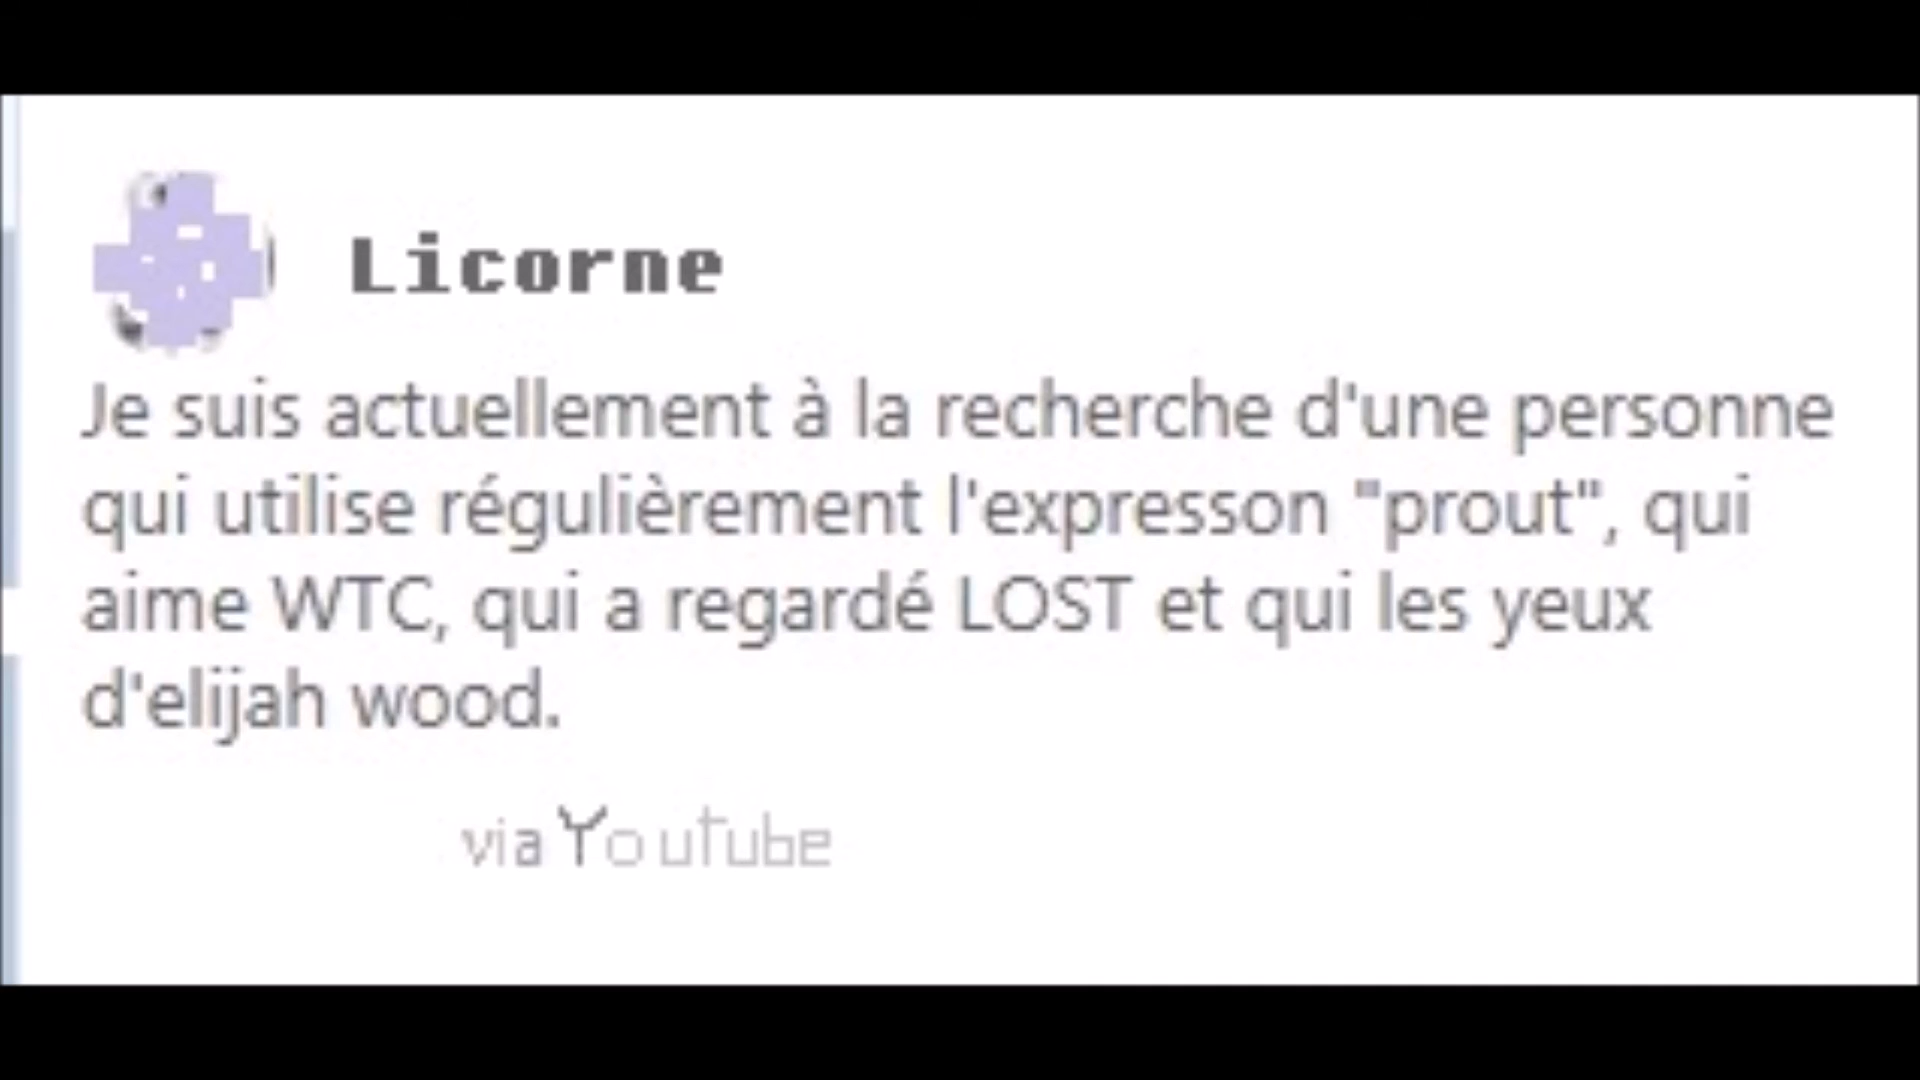 Licorne
Je suis actuellement à la recherche d'une personne
qui utilise régulièrement l'expresson "prout", qui
aime WTC, qui a regardé LOST et qui les yeux
d'elijah wood.
via Youtube